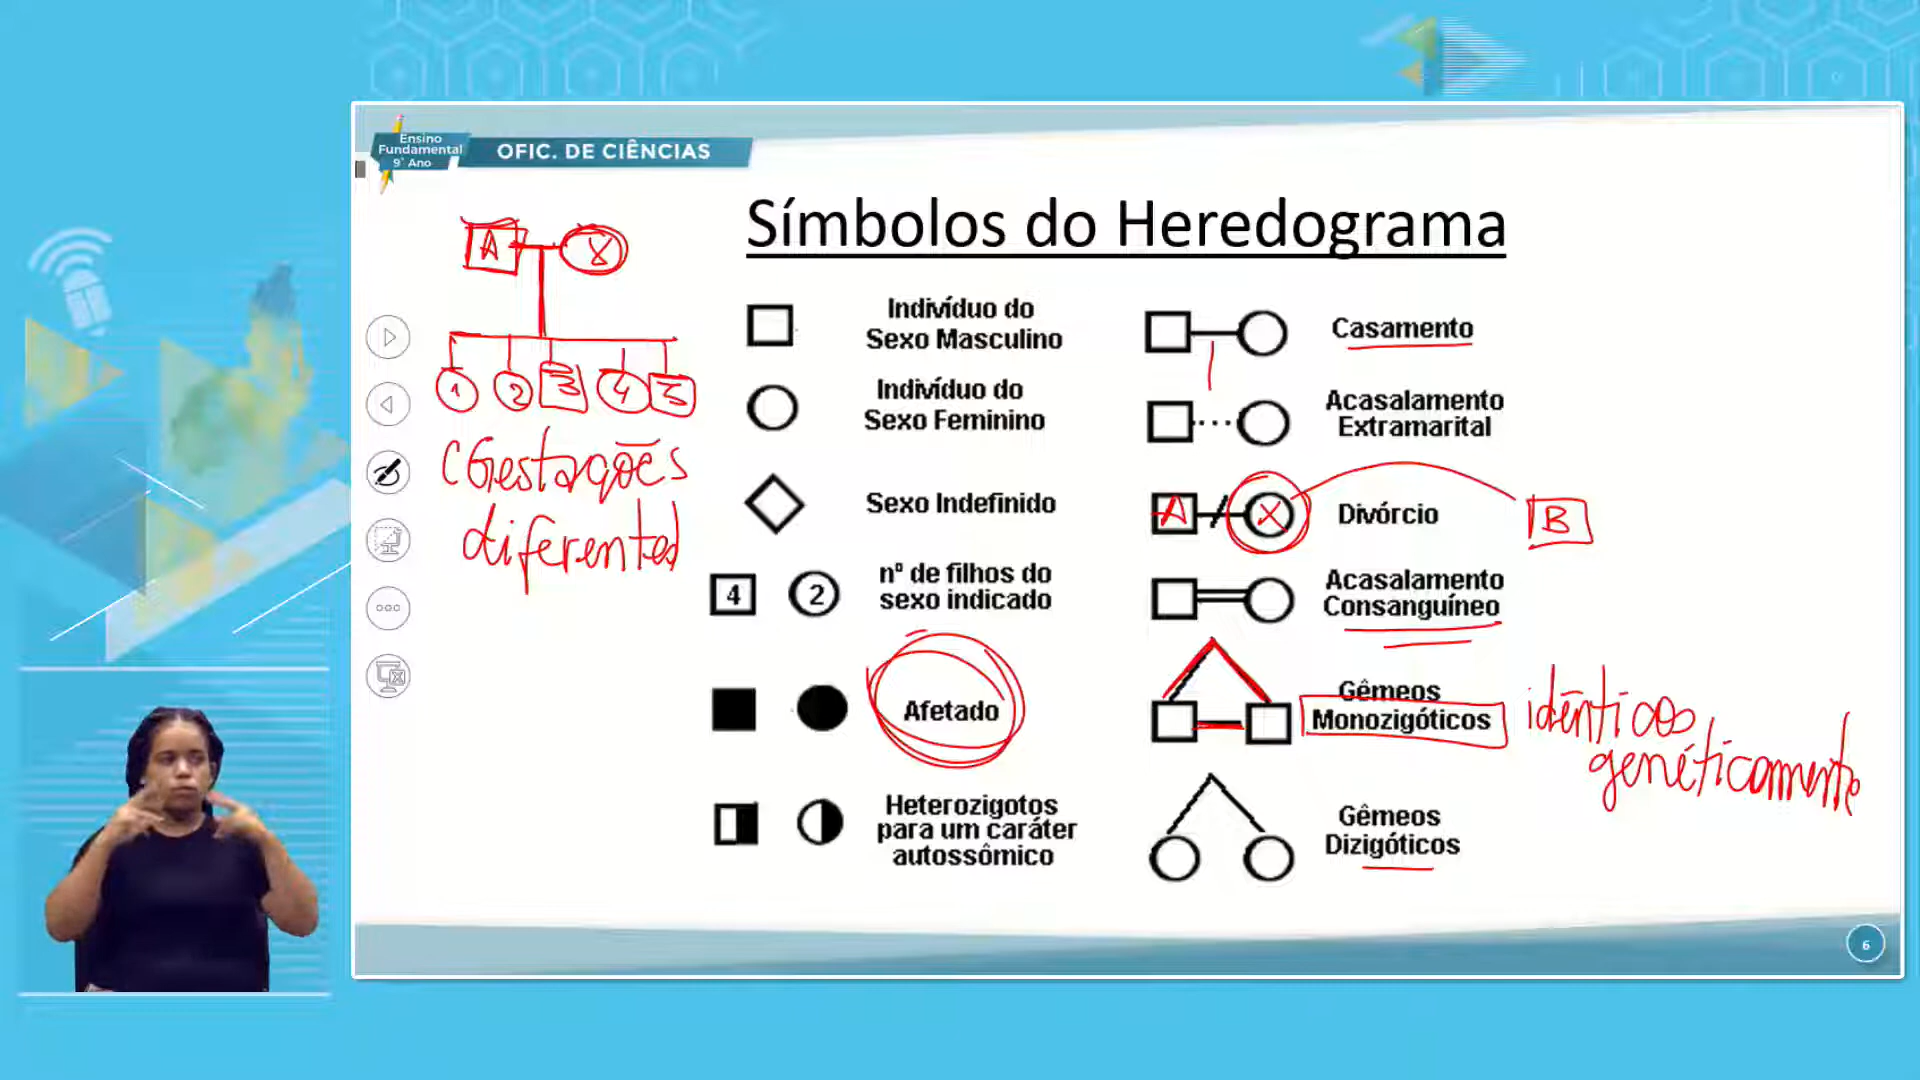 Ensino
Fundamental
9° Ano
OFIC. DE CIÊNCIAS
Símbolos do Heredograma
A X
1 2 3 4 5
Gestações
diferentes
Indivíduo do
Sexo Masculino
Indivíduo do
Sexo Feminino
Sexo Indefinido
4 2
nº de filhos do
sexo indicado
Afetado
Heterozigotos
para um caráter
autossômico
Casamento
Acasalamento
Extramarital
A X
Divórcio
B
Acasalamento
Consanguíneo
Gêmeos
Monozigóticos
idênticos
genéticamente
Gêmeos
Dizigóticos
6